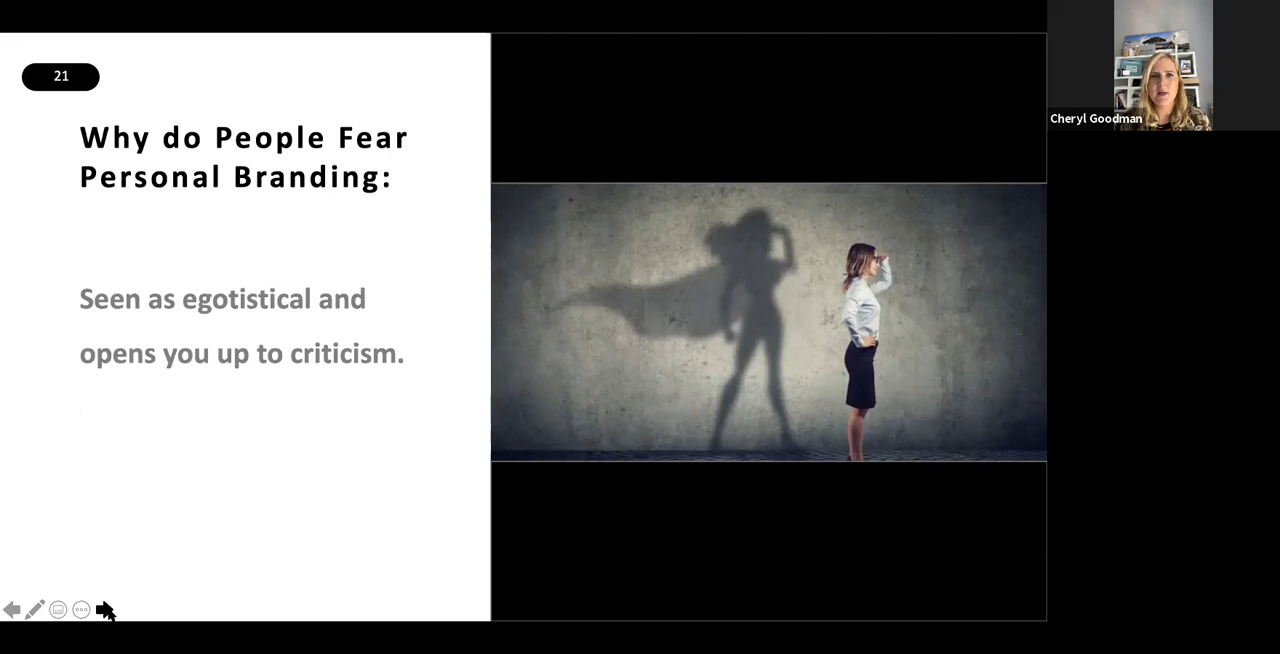 21
Why do People Fear
Personal Branding:
Seen as egotistical and
opens you up to criticism.
Cheryl Goodman